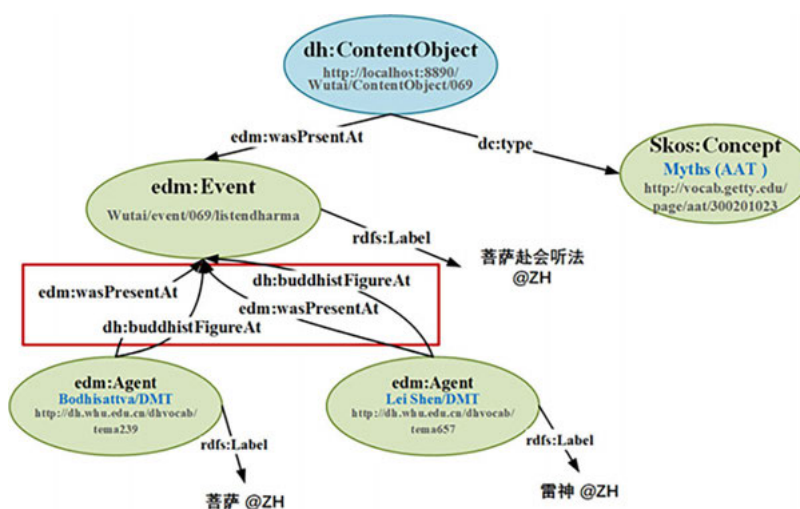 dh:ContentObject
http://localhost:8890/
Wutai/ContentObject/069
edm:wasPrsentAt
dc:type
Skos:Concept
Myths (AAT )
http://vocab.getty.edu/
page/aat/300201023
edm:Event
Wutai/event/069/listendharma
rdfs:Label
菩萨赴会听法
@ZH
dh:buddhistFigureAt
edm:wasPresentAt
edm:wasPresentAt
dh:buddhistFigureAt
edm:Agent
Bodhisattva/DMT
http://dh.whu.edu.cn/dhvocab/
tema239
edm:Agent
Lei Shen/DMT
http://dh.whu.edu.cn/dhvocab/
tema657
rdfs:Label
rdfs:Label
菩萨 @ZH
雷神 @ZH